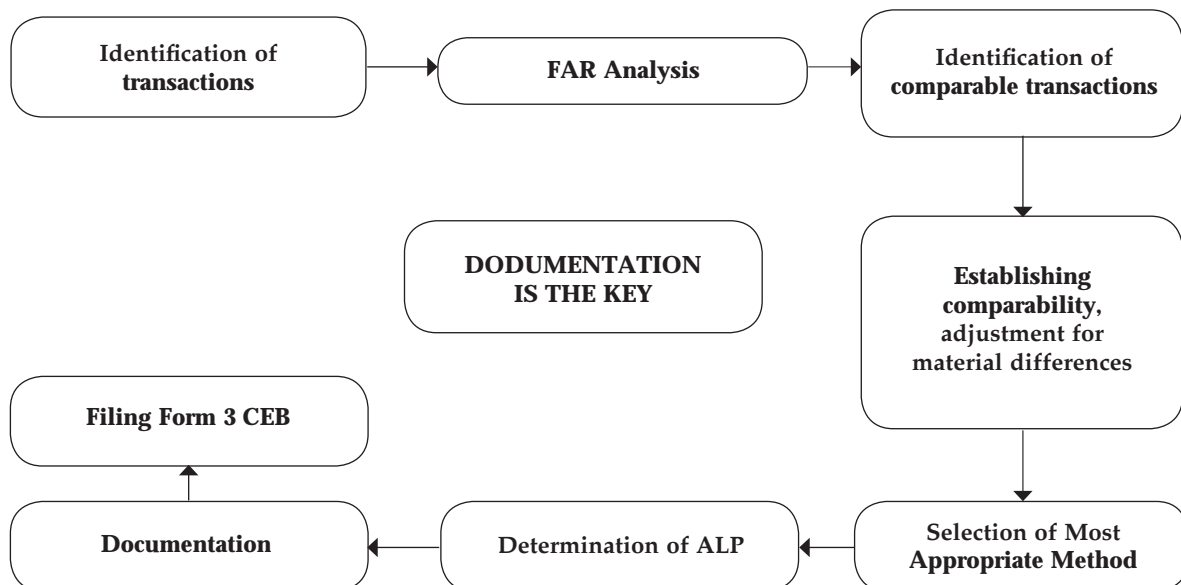 Identification of
transactions
FAR Analysis
Identification of
comparable transactions
DODUMENTATION
IS THE KEY
Establishing
comparability,
adjustment for
material differences
Filing Form 3 CEB
Documentation
Determination of ALP
Selection of Most
Appropriate Method